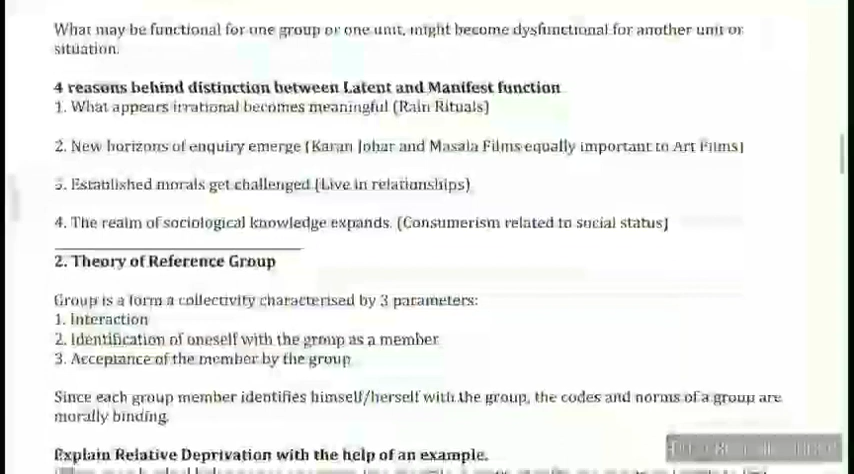 What may be functional for one group or one unit, might become dysfunctional for another unit or
situation.
4 reasons behind distinction between Latent and Manifest function
1. What appears irrational becomes meaningful (Rain Rituals)
2. New horizons of enquiry emerge (Karan Johar and Masala Films equally important to Art Films)
3. Established morals get challenged (Live in relationships)
4. The realm of sociological knowledge expands. (Consumerism related to social status)
2. Theory of Reference Group
Group is a form a collectivity characterised by 3 parameters:
1. Interaction
2. Identification of oneself with the group as a member
3. Acceptance of the member by the group
Since each group member identifies himself/herself with the group, the codes and norms of a group are
morally binding.
Explain Relative Deprivation with the help of an example.